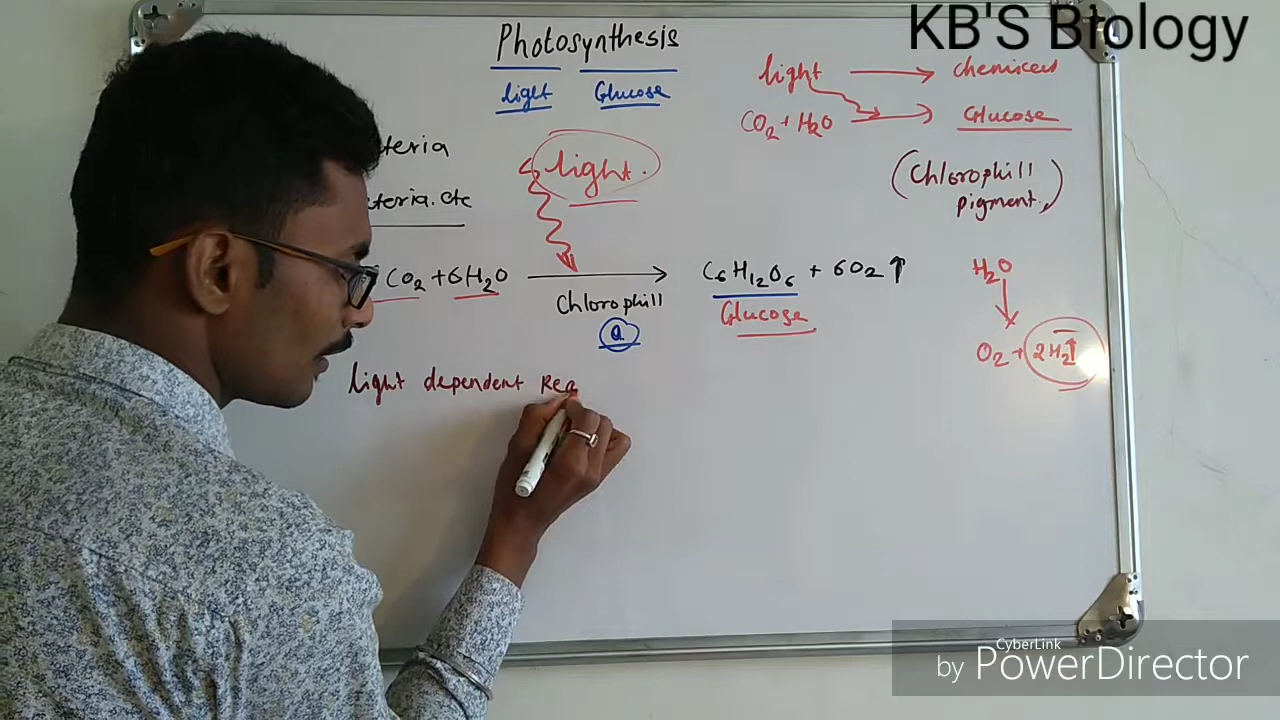 KB'S Biology
Photosynthesis
light Glucose
light → chemical
CO2 + H2O → Glucose
light.
(Chlorophill
pigment.)
CO2 + 6H2O → C6H12O6 + 6O2 ↑
Chlorophill
a
Glucose
H2O
↓
O2 + 2H2↑
light dependent Rea
CyberLink
by PowerDirector